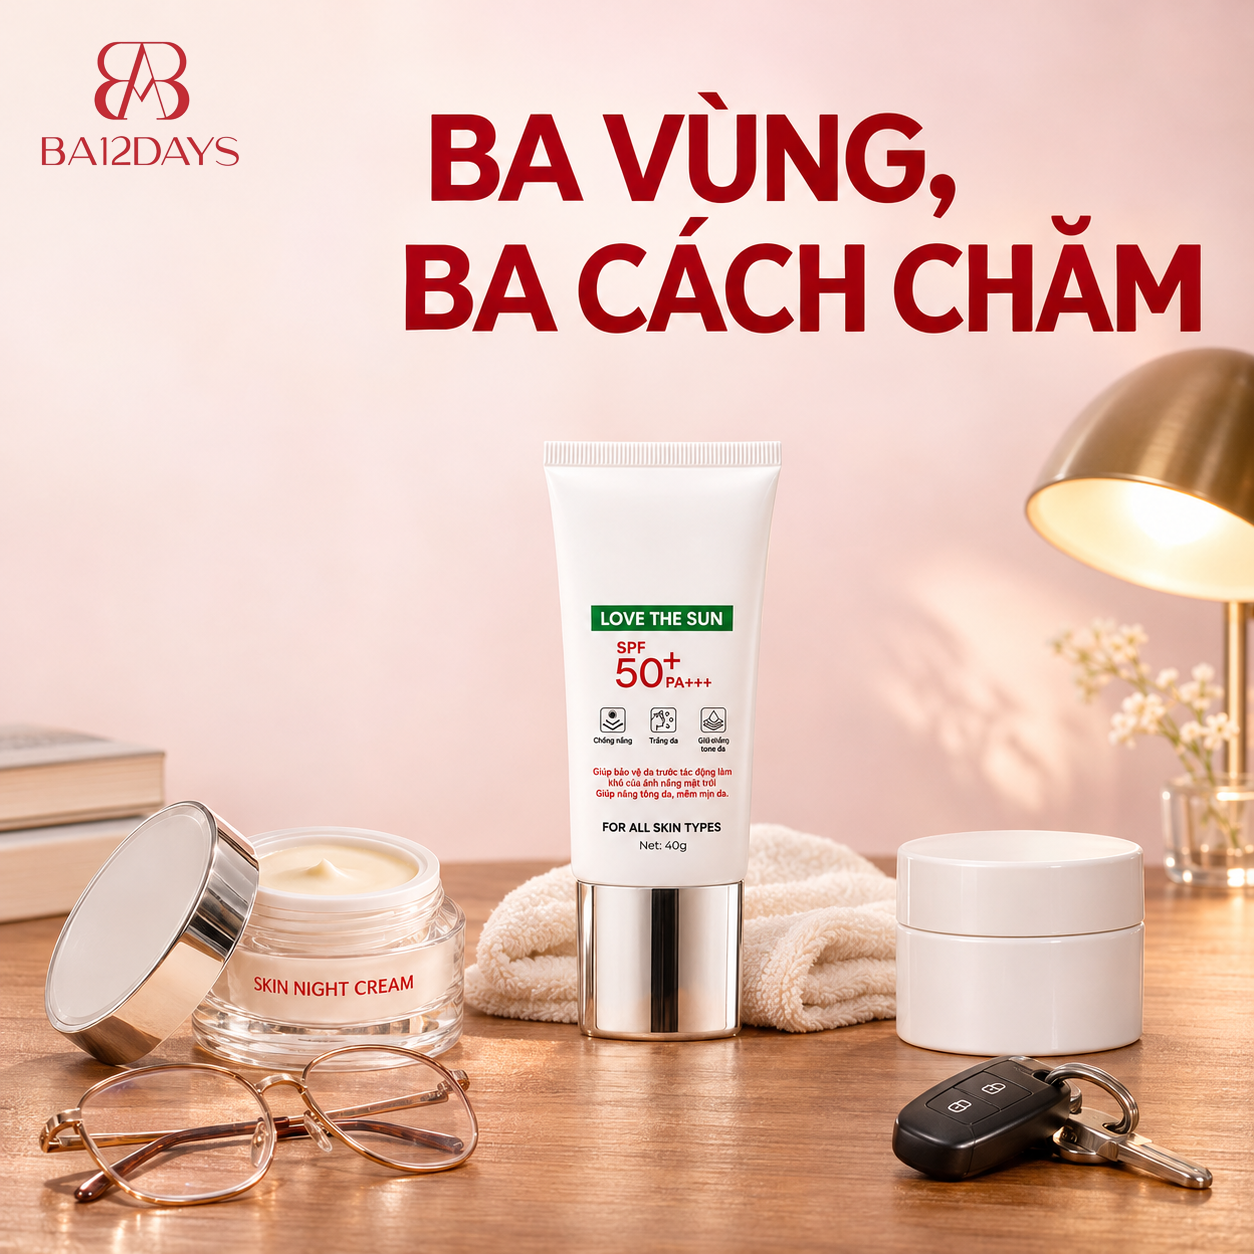 BA12DAYS
BA VÙNG,
BA CÁCH CHĂM
LOVE THE SUN
SPF
50+
PA+++
Chống nắng
Trắng da
Giữ chống
tone da
Giúp bảo vệ da trước tác động làm
khô của ánh nắng mặt trời
Giúp nâng tông da, mềm mịn da.
FOR ALL SKIN TYPES
Net: 40g
SKIN NIGHT CREAM